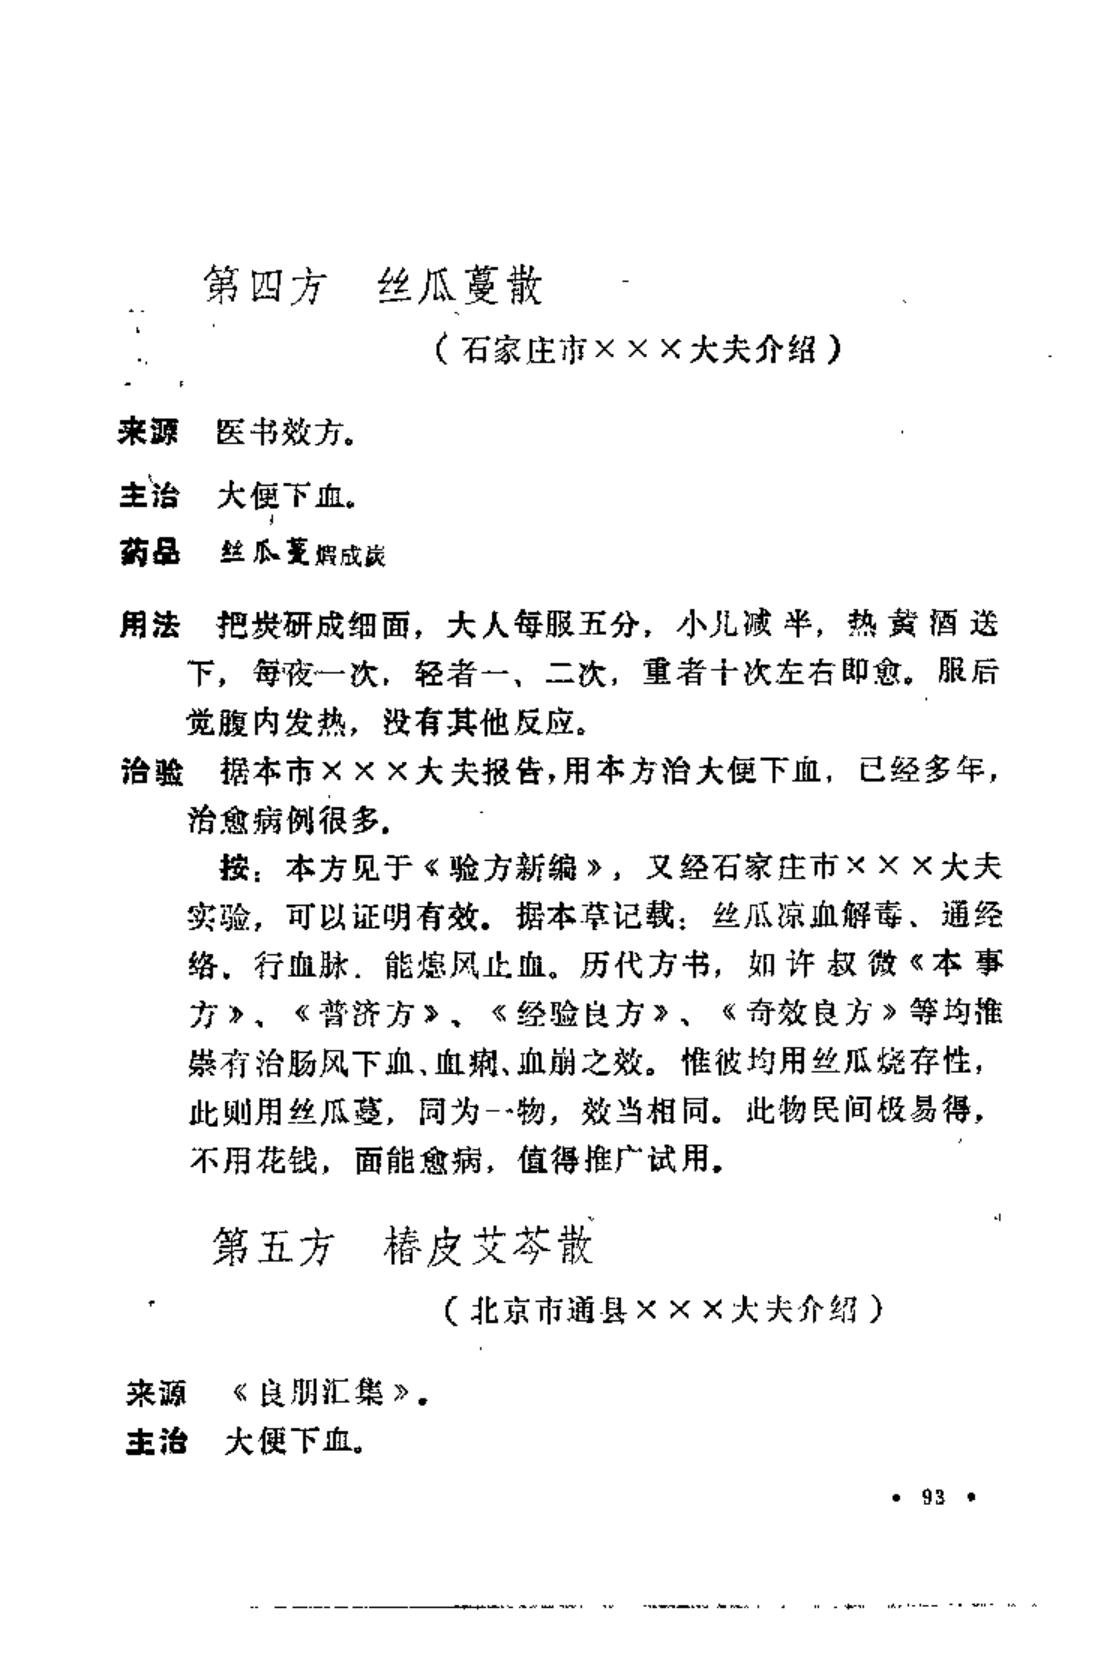 第四方 丝瓜蔓散
（石家庄市×××大夫介绍）
来源 医书效方。
主治 大便下血。
药品 丝瓜蔓煅成炭
用法 把炭研成细面，大人每服五分，小儿减半，热黄酒送
下，每夜一次，轻者一、二次，重者十次左右即愈。服后
觉腹内发热，没有其他反应。
治验 据本市×××大夫报告，用本方治大便下血，已经多年，
治愈病例很多。
按：本方见于《验方新编》，又经石家庄市×××大夫
实验，可以证明有效。据本草记载：丝瓜凉血解毒、通经
络、行血脉、能熄风止血。历代方书，如许叔微《本事
方》、《普济方》、《经验良方》、《奇效良方》等均推
崇有治肠风下血、血痢、血崩之效。惟彼均用丝瓜烧存性，
此则用丝瓜蔓，同为一物，效当相同。此物民间极易得，
不用花钱，面能愈病，值得推广试用。
第五方 椿皮艾芩散
（北京市通县×××大夫介绍）
来源 《良朋汇集》。
主治 大便下血。
• 93 •